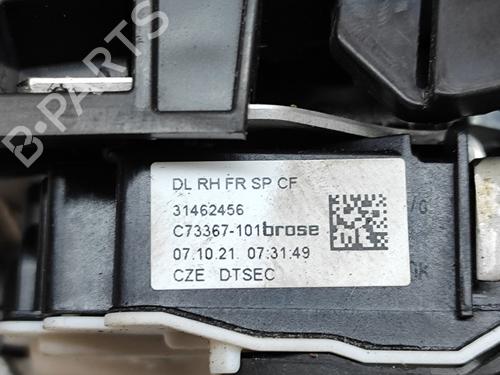 B-PARTS
DL RH FR SP CF
31462456
C73367-101 brose
07.10.21 07:31:49
CZE DTSEC